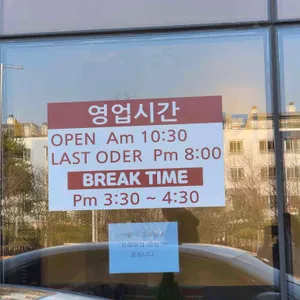 영업시간
OPEN Am 10:30
LAST ODER Pm 8:00
BREAK TIME
Pm 3:30 ~ 4:30